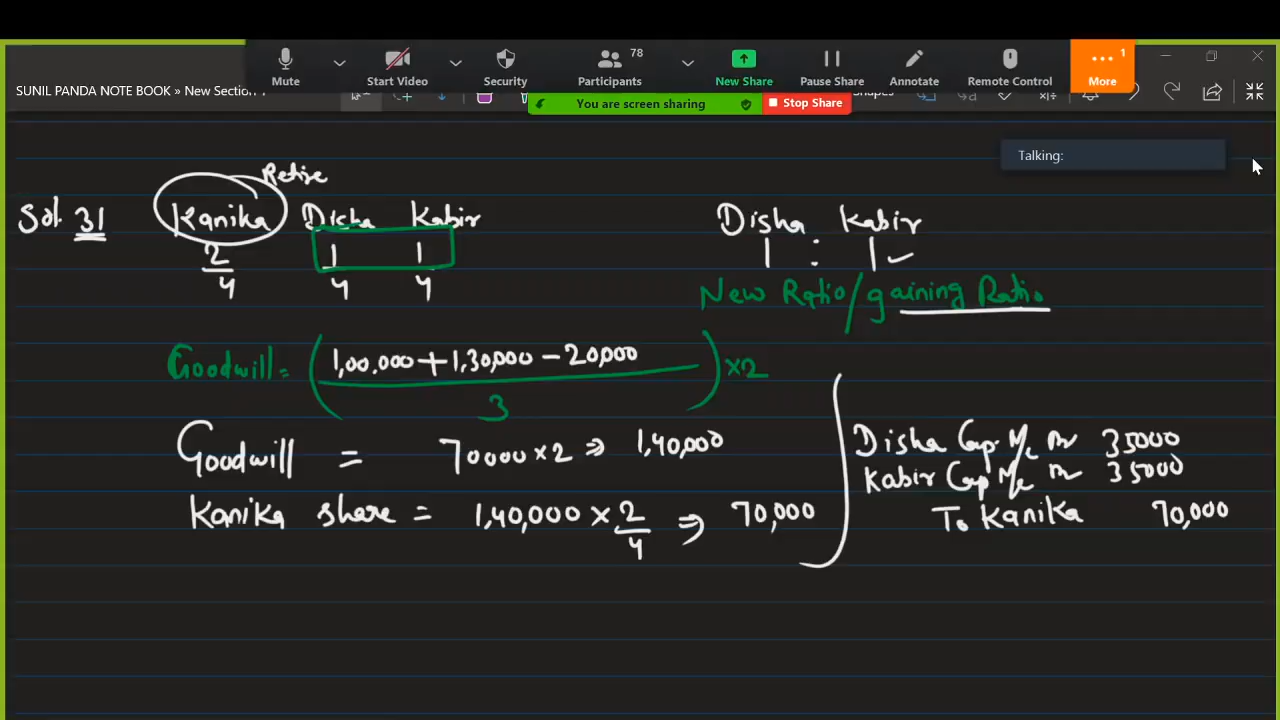 78
1
Mute Start Video Security Participants New Share Pause Share Annotate Remote Control More
SUNIL PANDA NOTE BOOK » New Section 1
You are screen sharing Stop Share
Talking:
Retire
Sol. 31 Kanika Disha Kabir Disha Kabir
2/4 1/4 1/4 1 : 1
New Ratio/gaining Ratio
Goodwill = (1,00,000 + 1,30,000 - 20,000 / 3) × 2
Goodwill = 70000 × 2 ⇒ 1,40,000
Kanika share = 1,40,000 × 2/4 ⇒ 70,000
Disha Cap. A/c Dr 35000
Kabir Cap A/c Dr 35000
To Kanika 70,000